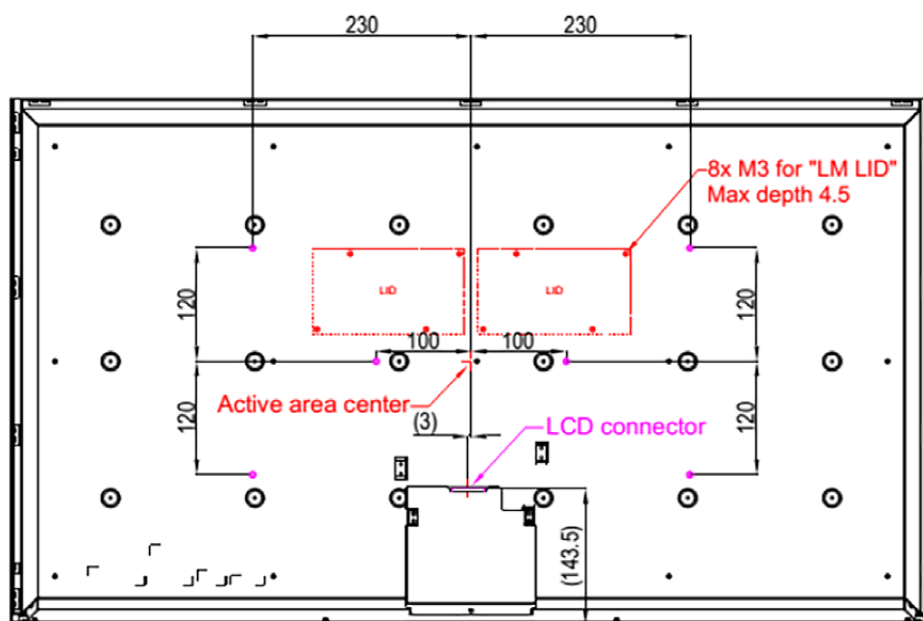 230
230
8x M3 for "LM LID"
Max depth 4.5
120
120
LID
LID
100
100
Active area center
(3)
LCD connector
120
120
(143.5)